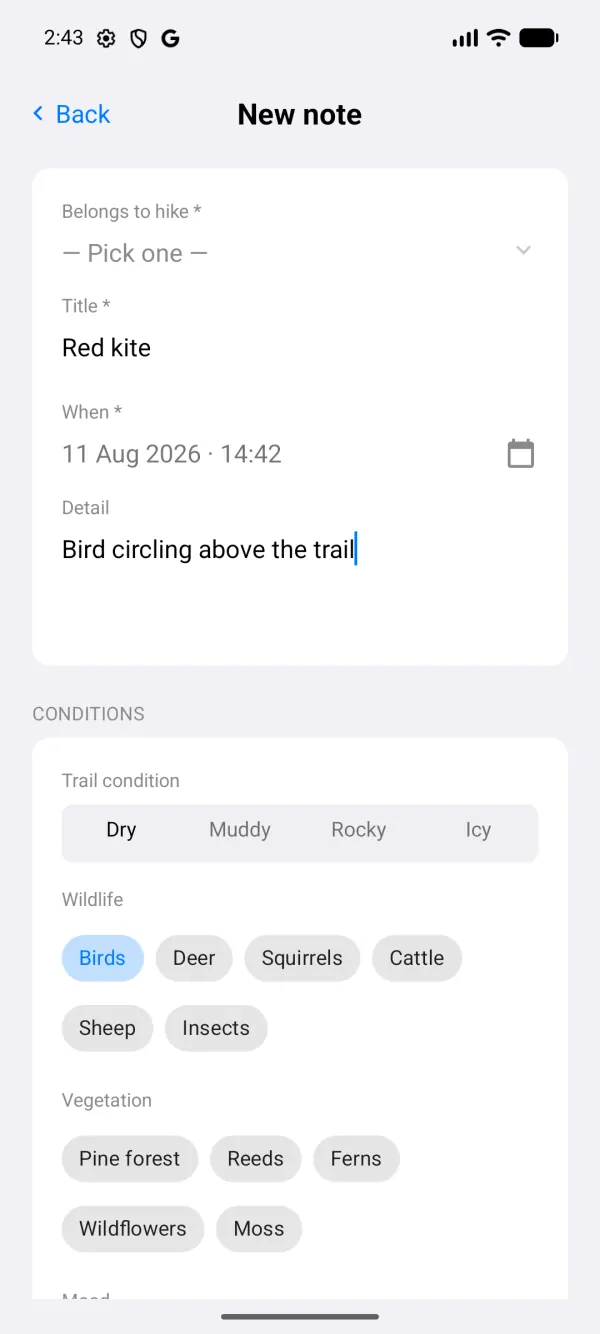 2:43
Back
New note
Belongs to hike *
— Pick one —
Title *
Red kite
When *
11 Aug 2026 · 14:42
Detail
Bird circling above the trail
CONDITIONS
Trail condition
Dry Muddy Rocky Icy
Wildlife
Birds Deer Squirrels Cattle
Sheep Insects
Vegetation
Pine forest Reeds Ferns
Wildflowers Moss
Mood